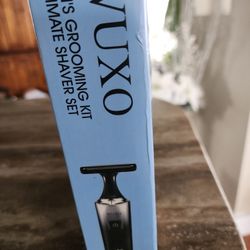 VUXO
'S GROOMING KIT
IMATE SHAVER SET